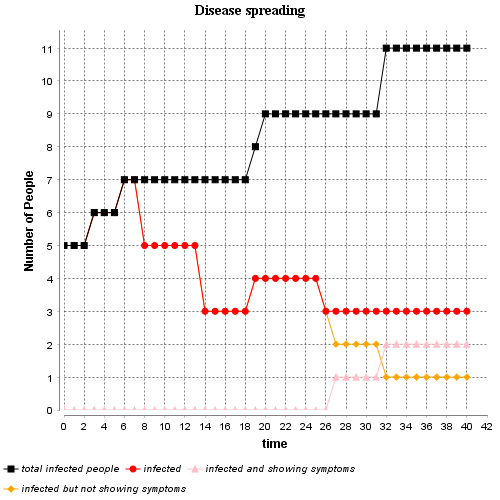 Disease spreading
Number of People
11
10
9
8
7
6
5
4
3
2
1
0
0 2 4 6 8 10 12 14 16 18 20 22 24 26 28 30 32 34 36 38 40 42
time
total infected people infected infected and showing symptoms
infected but not showing symptoms